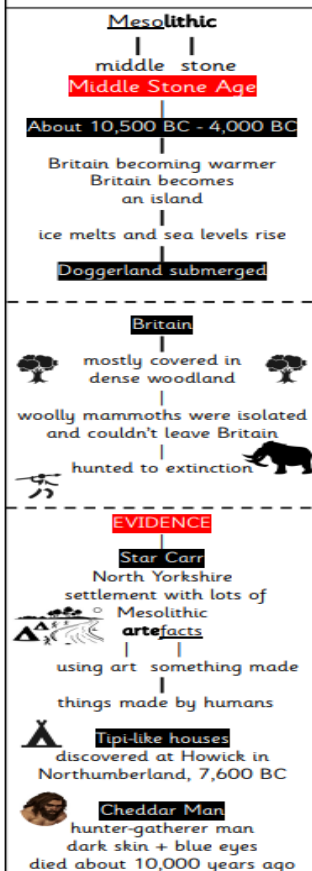 Mesolithic
middle stone
Middle Stone Age
About 10,500 BC - 4,000 BC
Britain becoming warmer
Britain becomes
an island
ice melts and sea levels rise
Doggerland submerged
Britain
mostly covered in
dense woodland
woolly mammoths were isolated
and couldn't leave Britain
hunted to extinction
EVIDENCE
Star Carr
North Yorkshire
settlement with lots of
Mesolithic
artefacts
using art something made
things made by humans
Tipi-like houses
discovered at Howick in
Northumberland, 7,600 BC
Cheddar Man
hunter-gatherer man
dark skin + blue eyes
died about 10,000 years ago